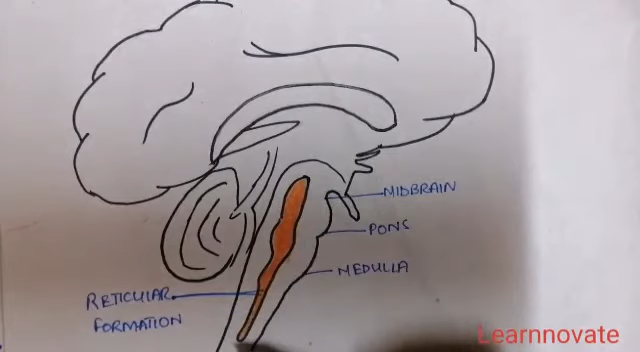 MIDBRAIN
PONS
MEDULLA
RETICULAR
FORMATION
Learnnovate